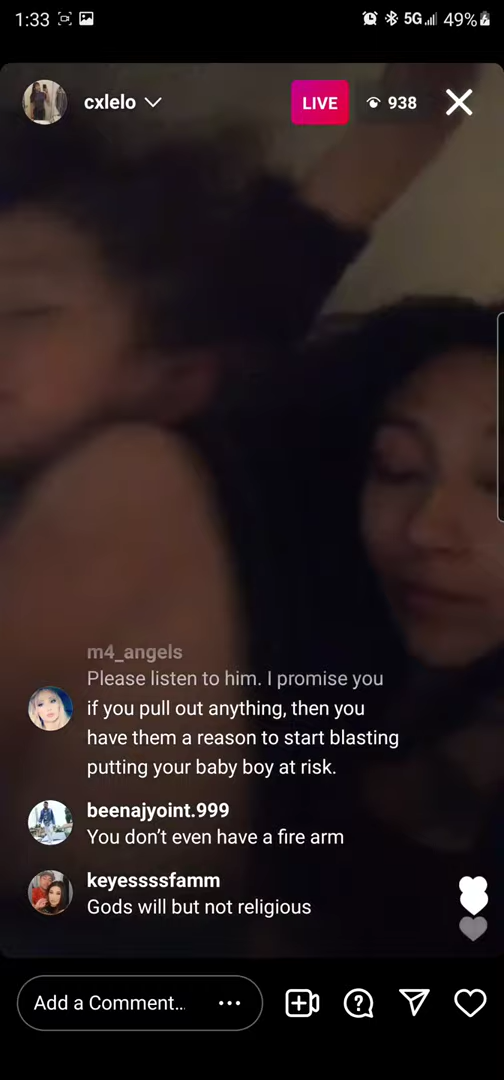 1:33
5G
49%
cxlelo
LIVE
938
m4_angels
Please listen to him. I promise you
if you pull out anything, then you
have them a reason to start blasting
putting your baby boy at risk.
beenajyoint.999
You don’t even have a fire arm
keyessssfamm
Gods will but not religious
Add a Comment...